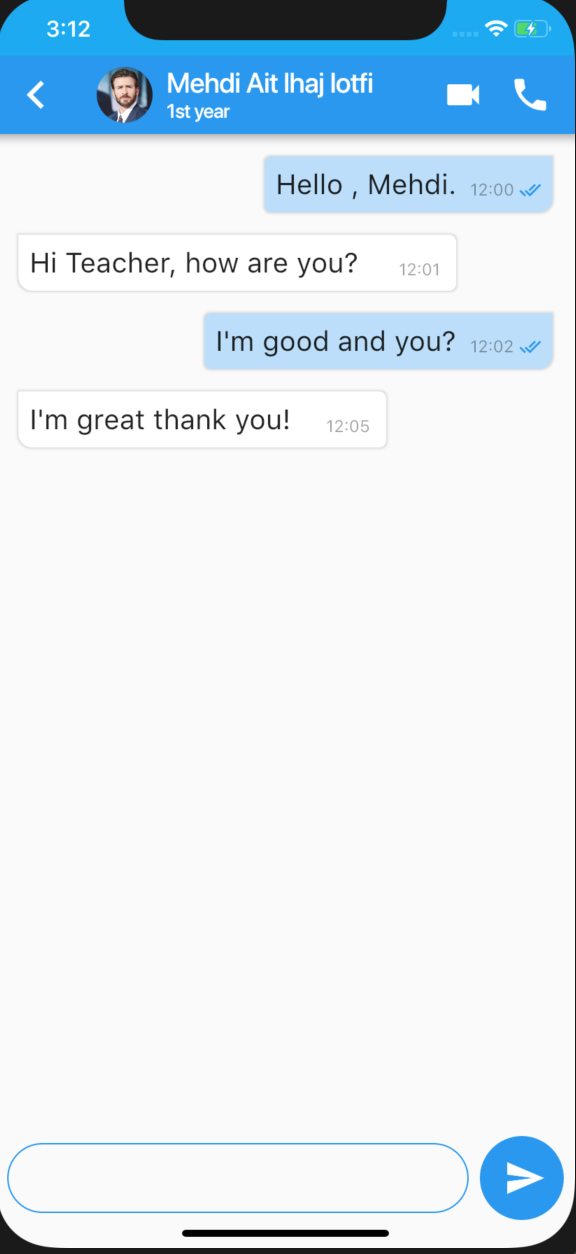 3:12
Mehdi Ait lhaj lotfi
1st year
Hello , Mehdi. 12:00
Hi Teacher, how are you? 12:01
I'm good and you? 12:02
I'm great thank you! 12:05